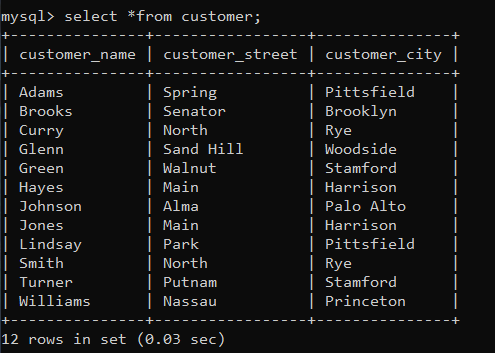 mysql> select *from customer;
+---------------+-----------------+---------------+
| customer_name | customer_street | customer_city |
+---------------+-----------------+---------------+
| Adams         | Spring          | Pittsfield    |
| Brooks        | Senator         | Brooklyn      |
| Curry         | North           | Rye           |
| Glenn         | Sand Hill       | Woodside      |
| Green         | Walnut          | Stamford      |
| Hayes         | Main            | Harrison      |
| Johnson       | Alma            | Palo Alto     |
| Jones         | Main            | Harrison      |
| Lindsay       | Park            | Pittsfield    |
| Smith         | North           | Rye           |
| Turner        | Putnam          | Stamford      |
| Williams      | Nassau          | Princeton     |
+---------------+-----------------+---------------+
12 rows in set (0.03 sec)